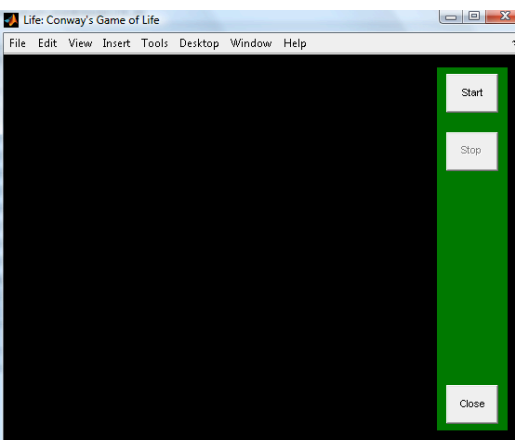 Life: Conway's Game of Life
File Edit View Insert Tools Desktop Window Help
Start
Stop
Close